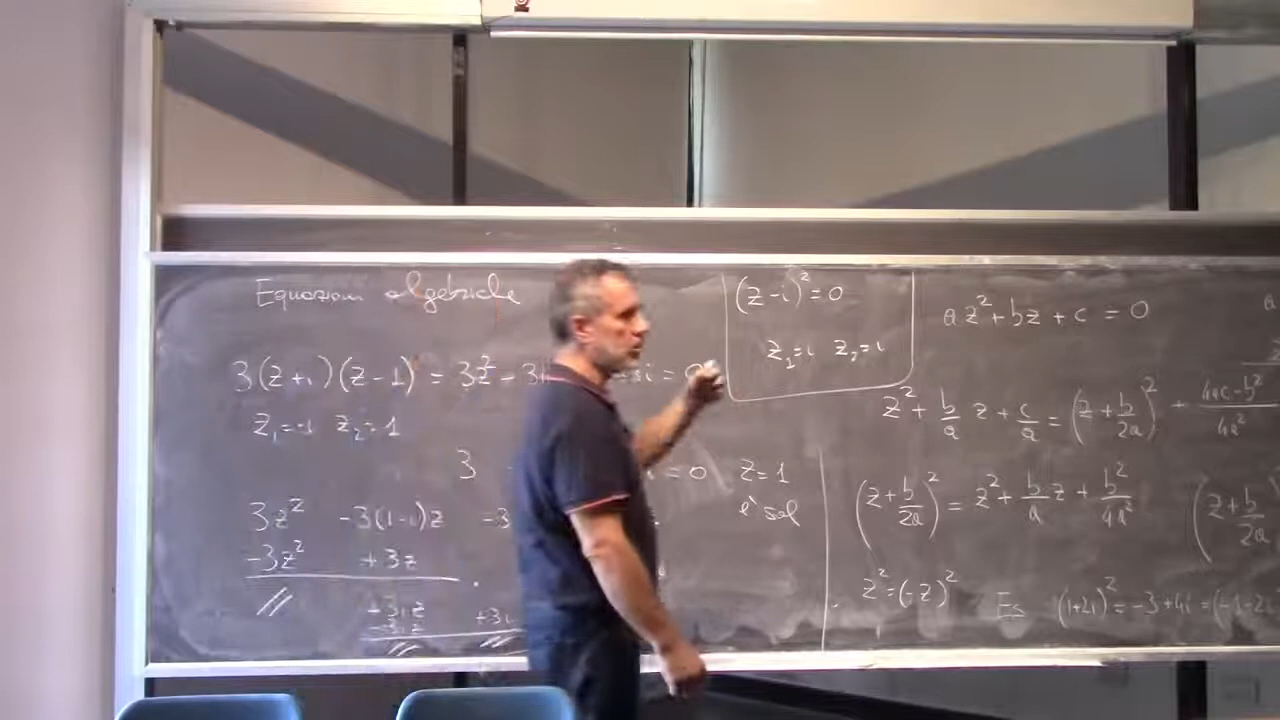 Equazioni algebriche
3(z+i)(z-1) = 3z² - 3 i = 0
z₁=-i z₂=1
3 i = 0 z=1
è sol
3z² -3(1-i)z -3
-3z² +3z
-3iz +3i
-3iz
(z-i)²=0
z₁=i z₂=i
az²+bz+c=0
z²+b/a z+c/a=(z+b/2a)²+(4ac-b²)/4a²
(z+b/2a)²=z²+b/a z+b²/4a²
(z+b/2a)
z²=(-z)² Es (1+2i)²=-3+4i=(-1-2i